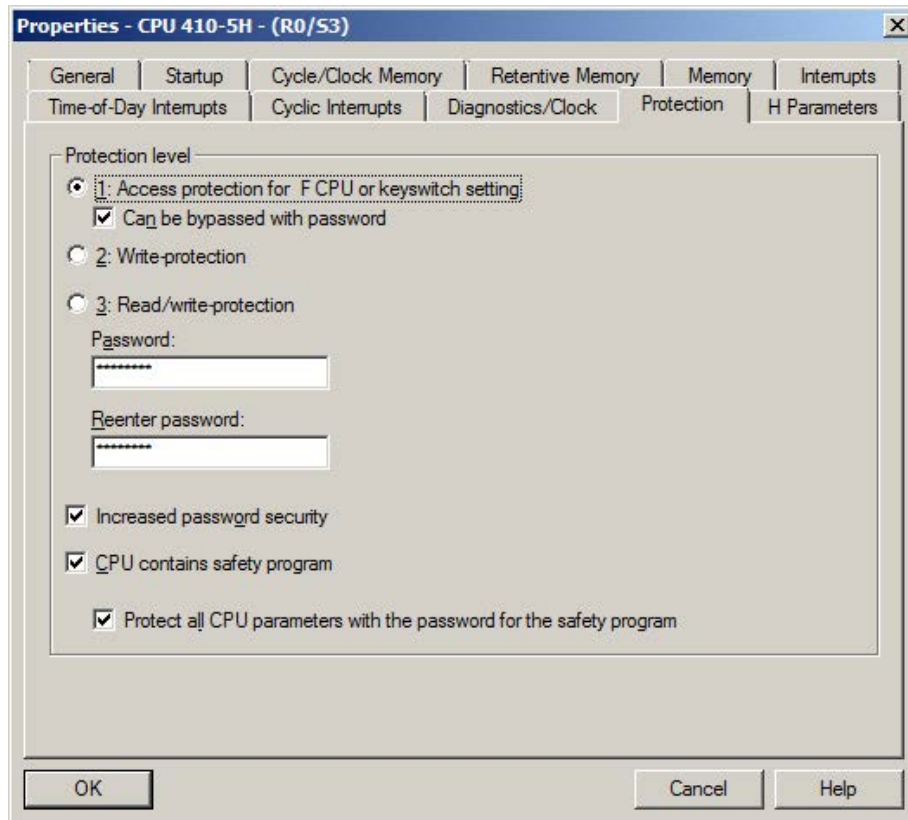 Properties - CPU 410-5H - (R0/S3)
General Startup Cycle/Clock Memory Retentive Memory Memory Interrupts
Time-of-Day Interrupts Cyclic Interrupts Diagnostics/Clock Protection H Parameters
Protection level
1: Access protection for F CPU or keyswitch setting
Can be bypassed with password
2: Write-protection
3: Read/write-protection
Password:
********
Reenter password:
********
Increased password security
CPU contains safety program
Protect all CPU parameters with the password for the safety program
OK Cancel Help